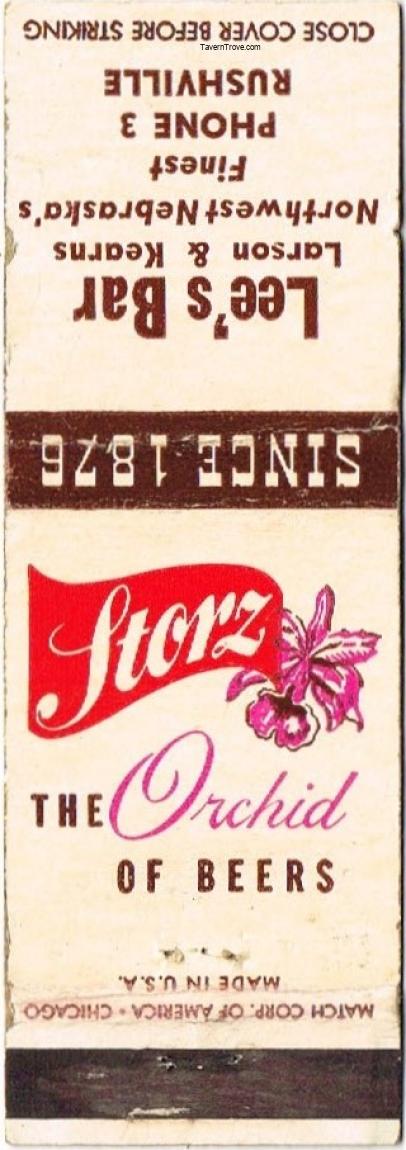 CLOSE COVER BEFORE STRIKING
TavernTrove.com
RUSHVILLE
PHONE 3
Finest
Northwest Nebraska's
Larson & Kearns
Lee's Bar
SINCE 1876
Storz
THE Orchid
OF BEERS
MADE IN U.S.A.
MATCH CORP. OF AMERICA • CHICAGO